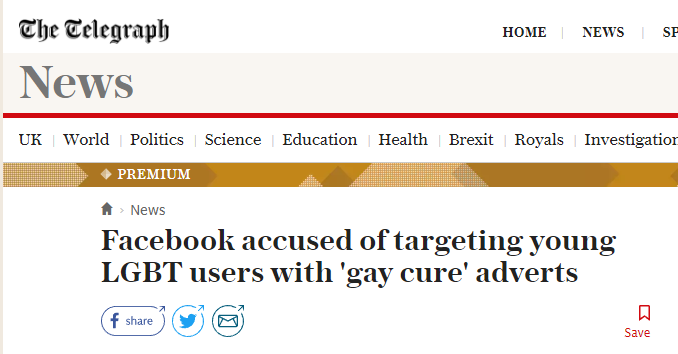 The Telegraph
HOME NEWS SP
News
UK World Politics Science Education Health Brexit Royals Investigation
PREMIUM
News
Facebook accused of targeting young
LGBT users with 'gay cure' adverts
f share
Save